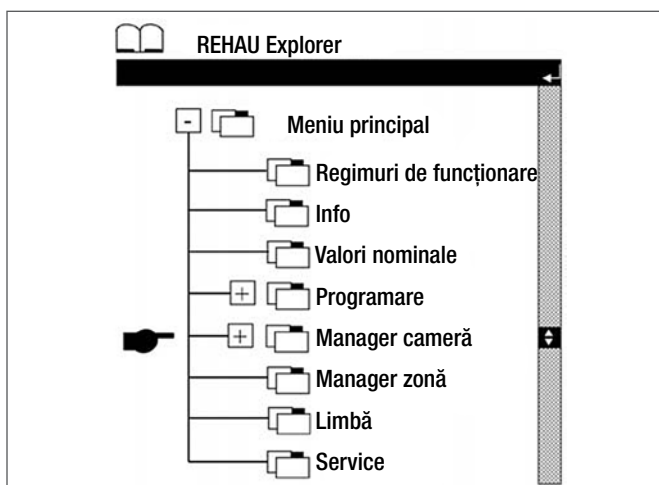 REHAU Explorer
Meniu principal
Regimuri de funcționare
Info
Valori nominale
Programare
Manager cameră
Manager zonă
Limbă
Service